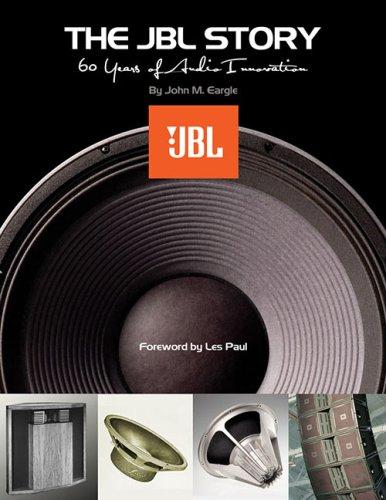 THE JBL STORY
60 Years of Audio Innovation
By John M. Eargle
JBL
Foreword by Les Paul